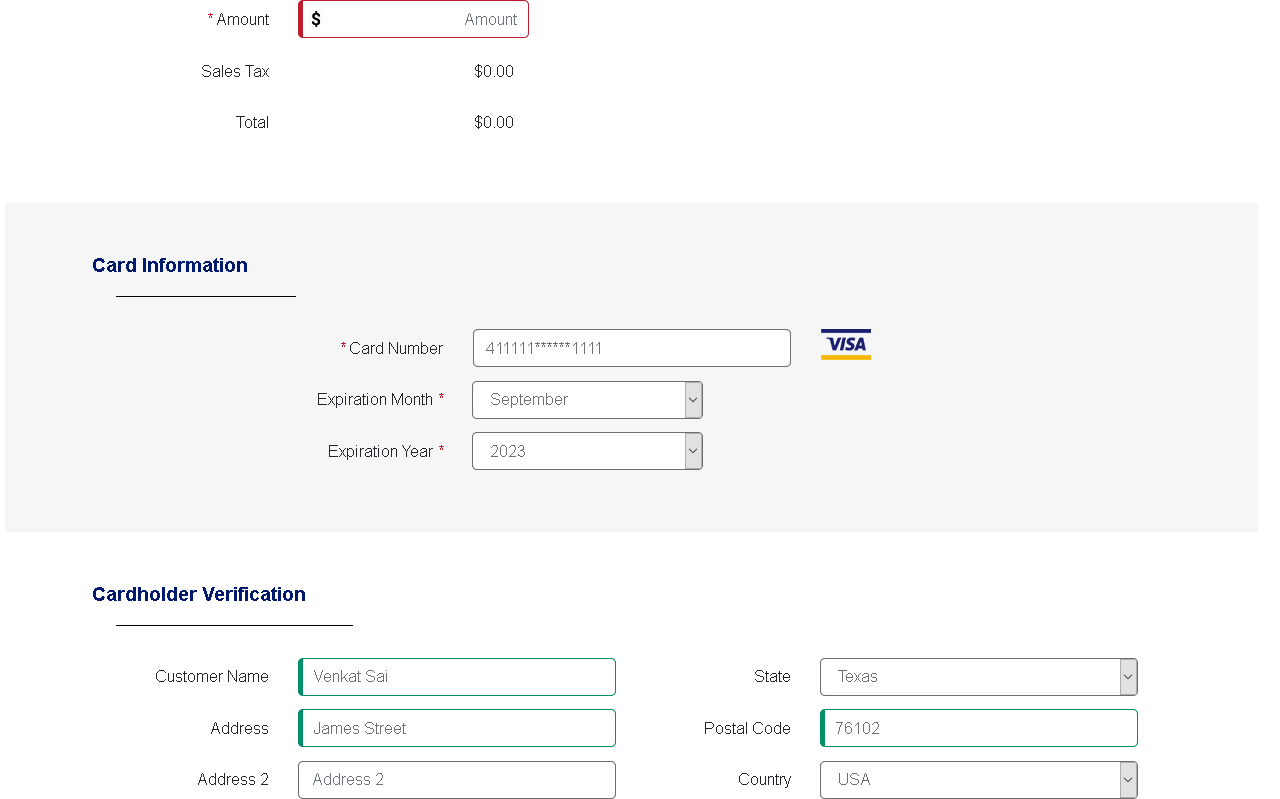 * Amount $ Amount
Sales Tax $0.00
Total $0.00
Card Information
* Card Number 411111******1111 VISA
Expiration Month * September
Expiration Year * 2023
Cardholder Verification
Customer Name Venkat Sai State Texas
Address James Street Postal Code 76102
Address 2 Address 2 Country USA